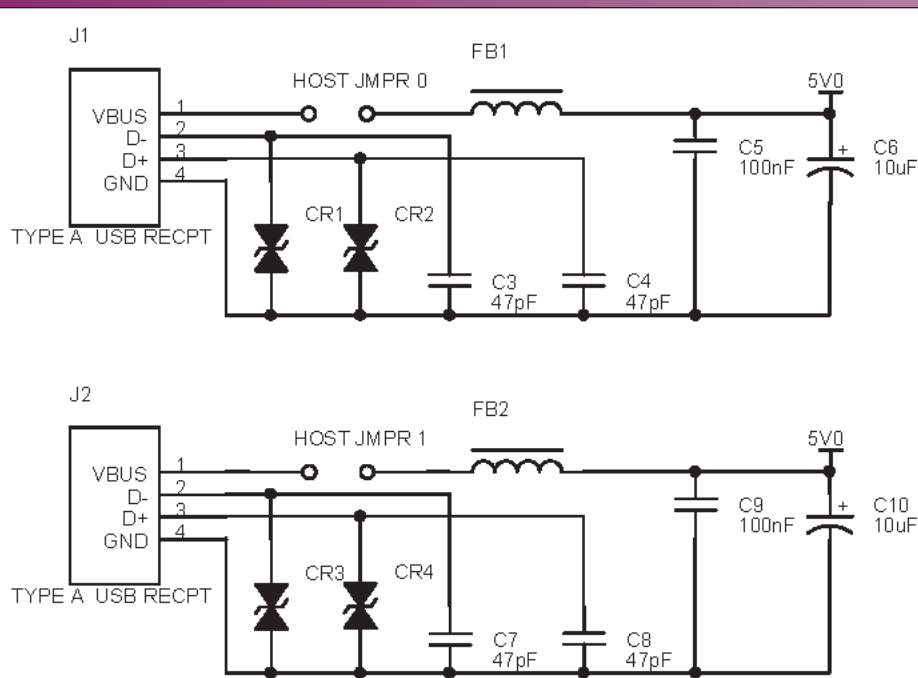 J1
FB1
HOST JMPR 0
5V0
VBUS 1
D- 2
D+ 3
GND 4
C5
100nF
+ C6
10uF
TYPE A USB RECPT
CR1
CR2
C3
47pF
C4
47pF
J2
FB2
HOST JMPR 1
5V0
VBUS 1
D- 2
D+ 3
GND 4
C9
100nF
+ C10
10uF
TYPE A USB RECPT
CR3
CR4
C7
47pF
C8
47pF